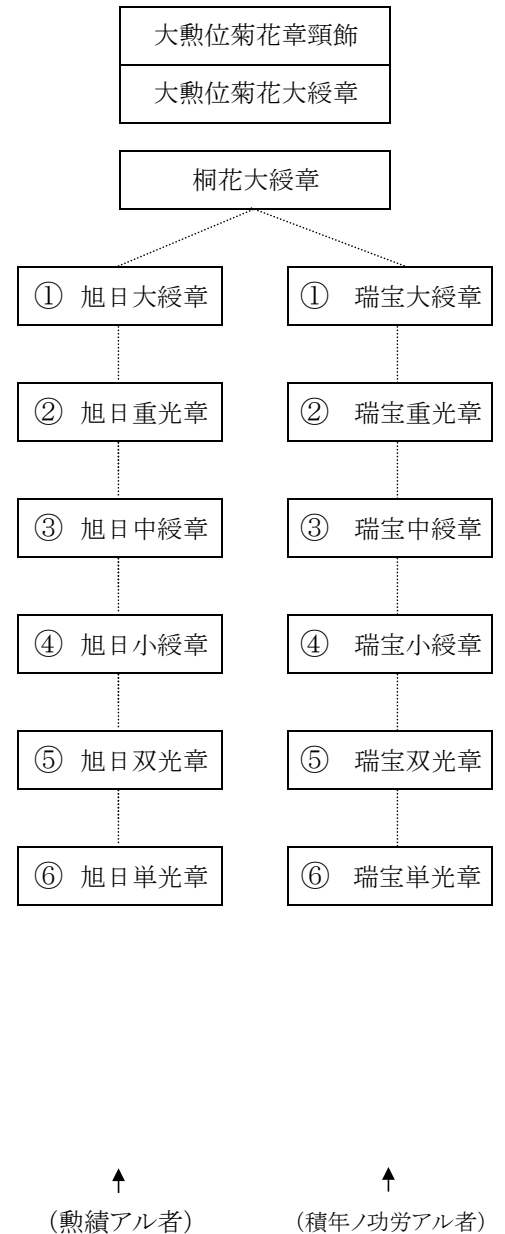 大勲位菊花章頸飾
大勲位菊花大綬章
桐花大綬章
① 旭日大綬章
① 瑞宝大綬章
② 旭日重光章
② 瑞宝重光章
③ 旭日中綬章
③ 瑞宝中綬章
④ 旭日小綬章
④ 瑞宝小綬章
⑤ 旭日双光章
⑤ 瑞宝双光章
⑥ 旭日単光章
⑥ 瑞宝単光章
（勲績アル者）
（積年ノ功労アル者）